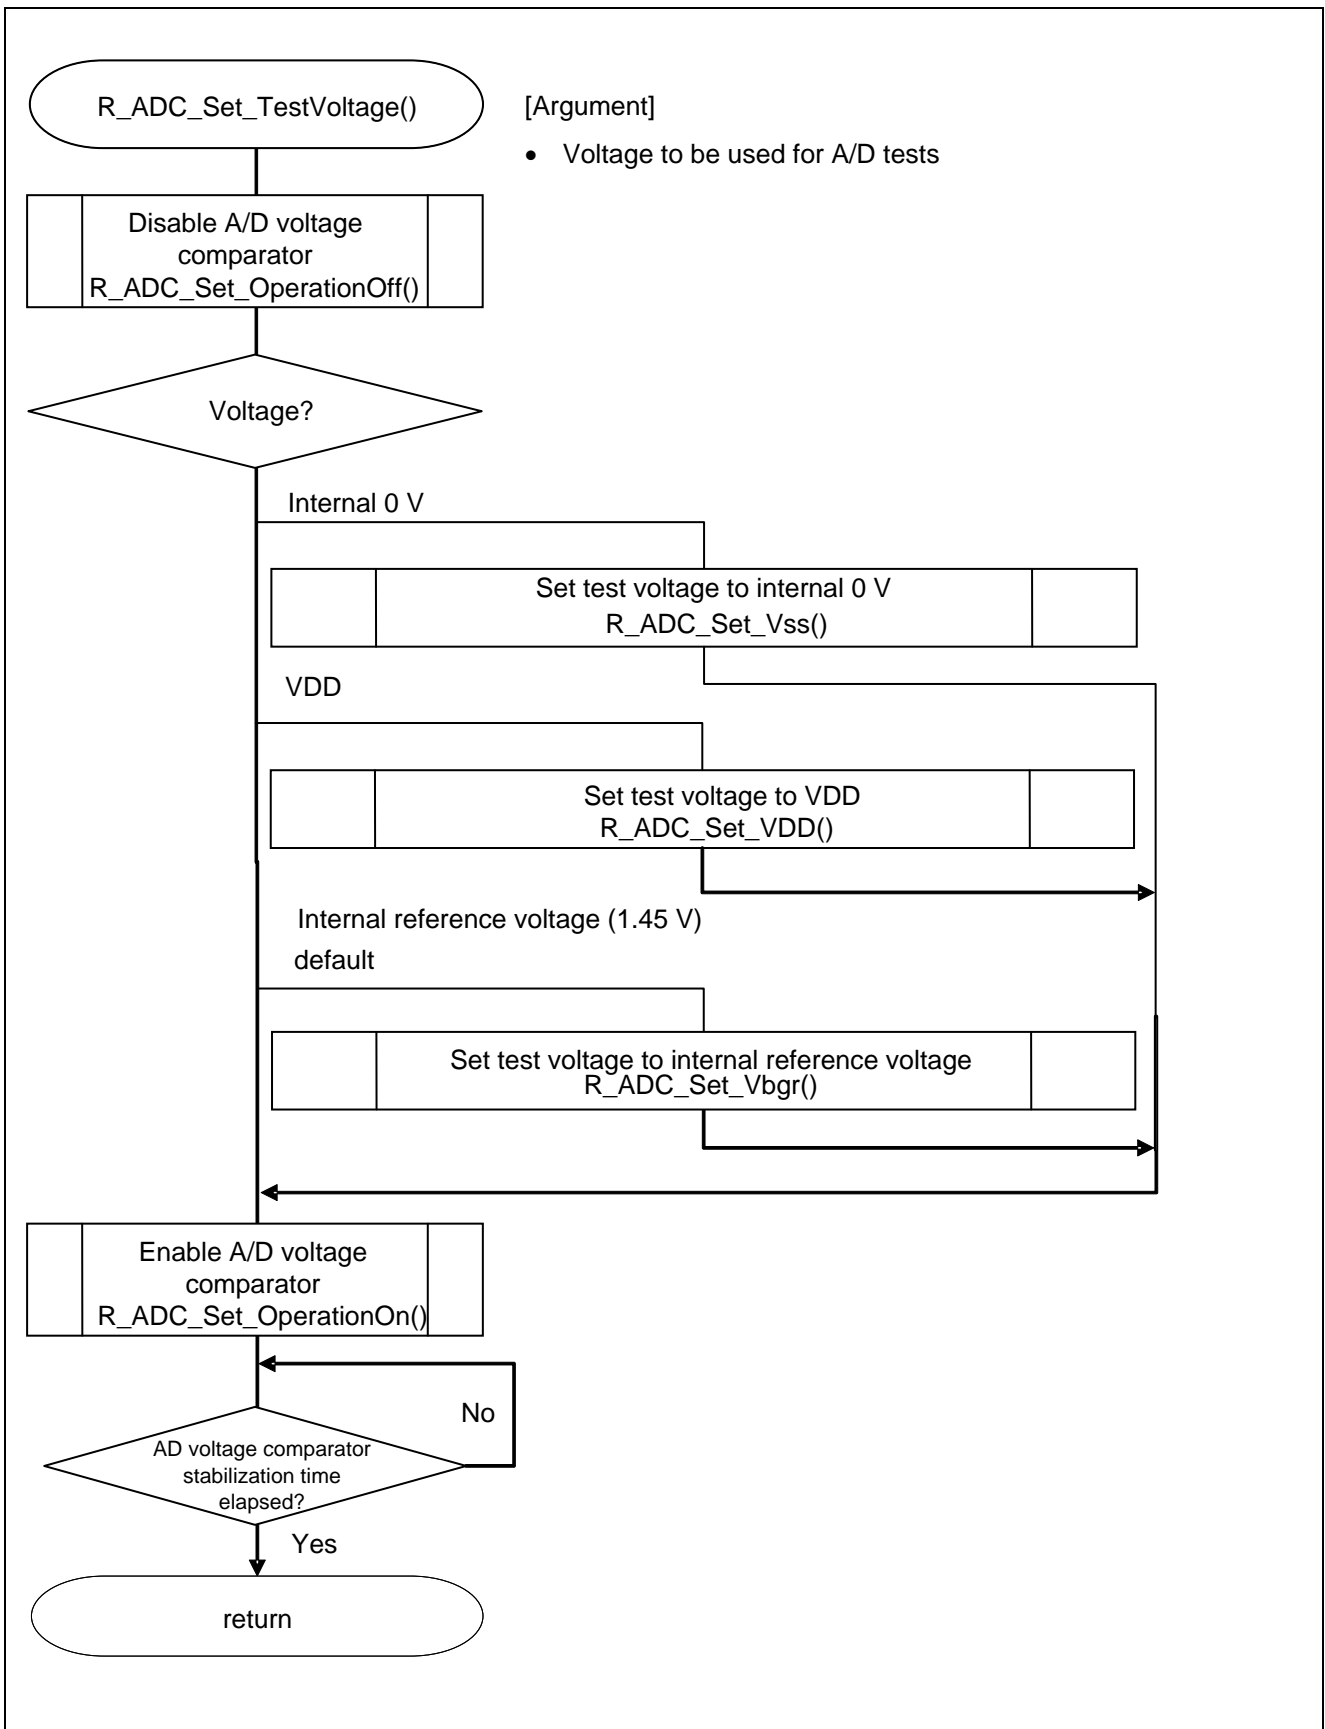 R_ADC_Set_TestVoltage()
[Argument]
• Voltage to be used for A/D tests
Disable A/D voltage
comparator
R_ADC_Set_OperationOff()
Voltage?
Internal 0 V
Set test voltage to internal 0 V
R_ADC_Set_Vss()
VDD
Set test voltage to VDD
R_ADC_Set_VDD()
Internal reference voltage (1.45 V)
default
Set test voltage to internal reference voltage
R_ADC_Set_Vbgr()
Enable A/D voltage
comparator
R_ADC_Set_OperationOn()
No
AD voltage comparator
stabilization time
elapsed?
Yes
return